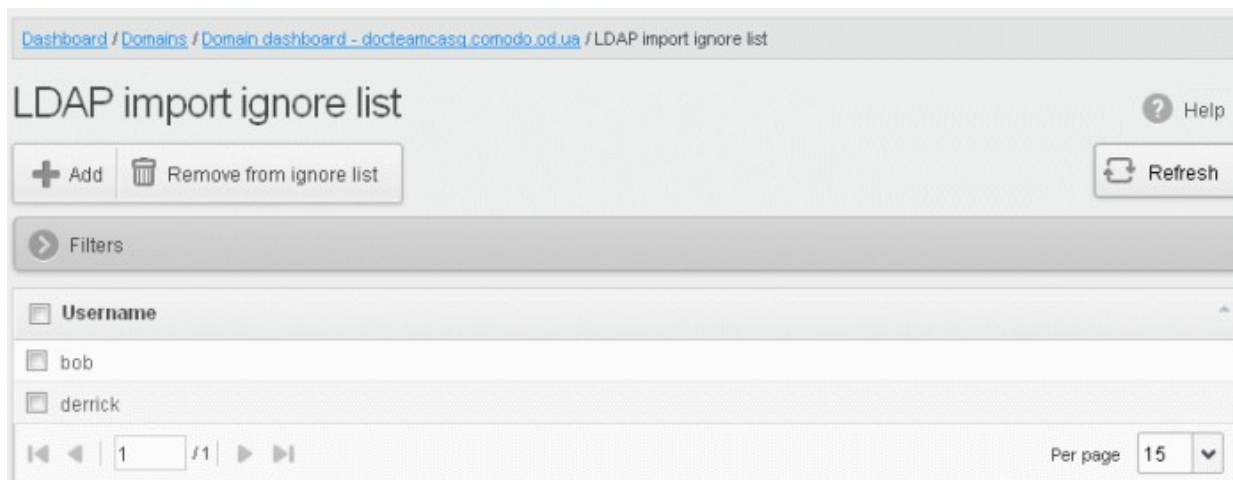 Dashboard / Domains / Domain dashboard - docteamcasg.comodo.od.ua / LDAP import ignore list
LDAP import ignore list
Help
Add
Remove from ignore list
Refresh
Filters
Username
bob
derrick
1 / 1
Per page 15